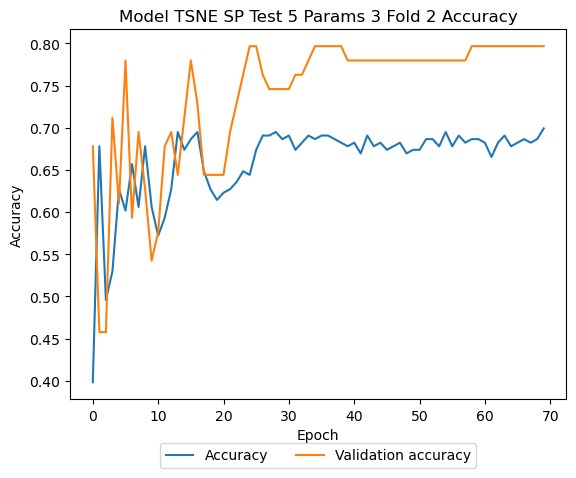 Model TSNE SP Test 5 Params 3 Fold 2 Accuracy
0.80
0.75
0.70
0.65
0.60
0.55
0.50
0.45
0.40
Accuracy
0 10 20 30 40 50 60 70
Epoch
Accuracy Validation accuracy